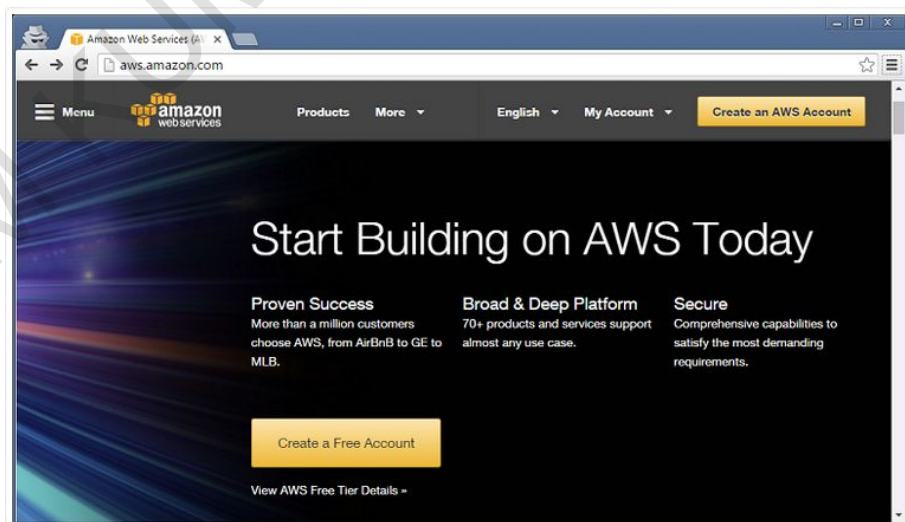 Amazon Web Services (A
aws.amazon.com
Menu
amazon
webservices
Products
More
English
My Account
Create an AWS Account
Start Building on AWS Today
Proven Success
More than a million customers
choose AWS, from AirBnB to GE to
MLB.
Broad & Deep Platform
70+ products and services support
almost any use case.
Secure
Comprehensive capabilities to
satisfy the most demanding
requirements.
Create a Free Account
View AWS Free Tier Details »